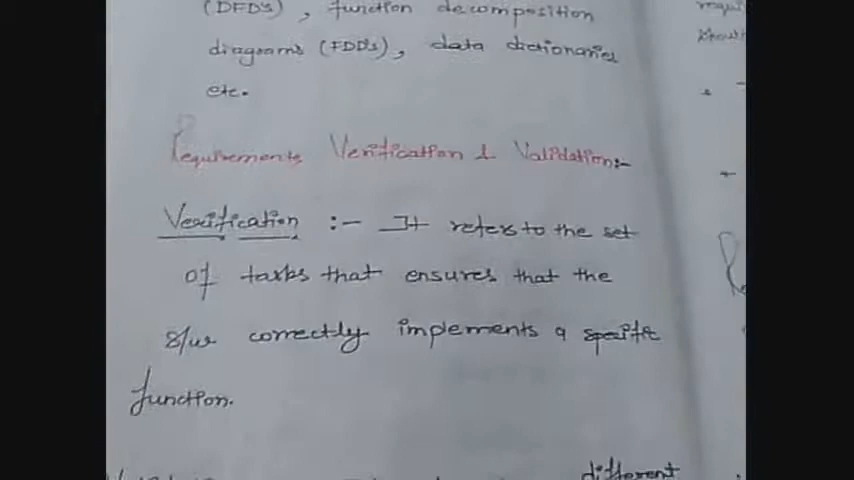 (DFD's), function decomposition
diagrams (FDD's), data dictionaries
etc.
Requirements Verification & Validation:-
Verification :- It refers to the set
of tasks that ensures that the
S/w correctly implements a specific
function.
different